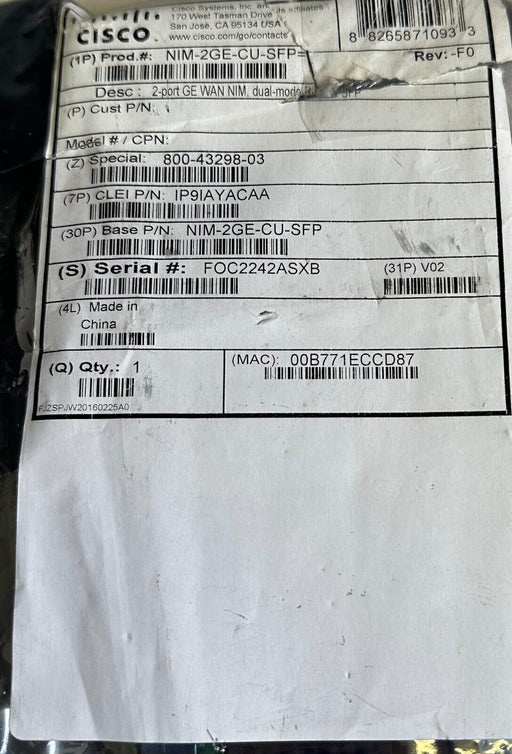 Cisco Systems, Inc. and its affiliates
170 West Tasman Drive
San Jose, CA 95134 USA
www.cisco.com/go/contacts
CISCO
8 82658 71093 3
(1P) Prod.#: NIM-2GE-CU-SFP=
Rev: -F0
Desc : 2-port GE WAN NIM, dual-mode SFP
(P) Cust P/N:
Model # / CPN:
(Z) Special: 800-43298-03
(7P) CLEI P/N: IP9IAYACAA
(30P) Base P/N: NIM-2GE-CU-SFP
(S) Serial #: FOC2242ASXB
(31P) V02
(4L) Made in
China
(Q) Qty.: 1
(MAC): 00B771ECCD87
FJZSPJW20160225A0